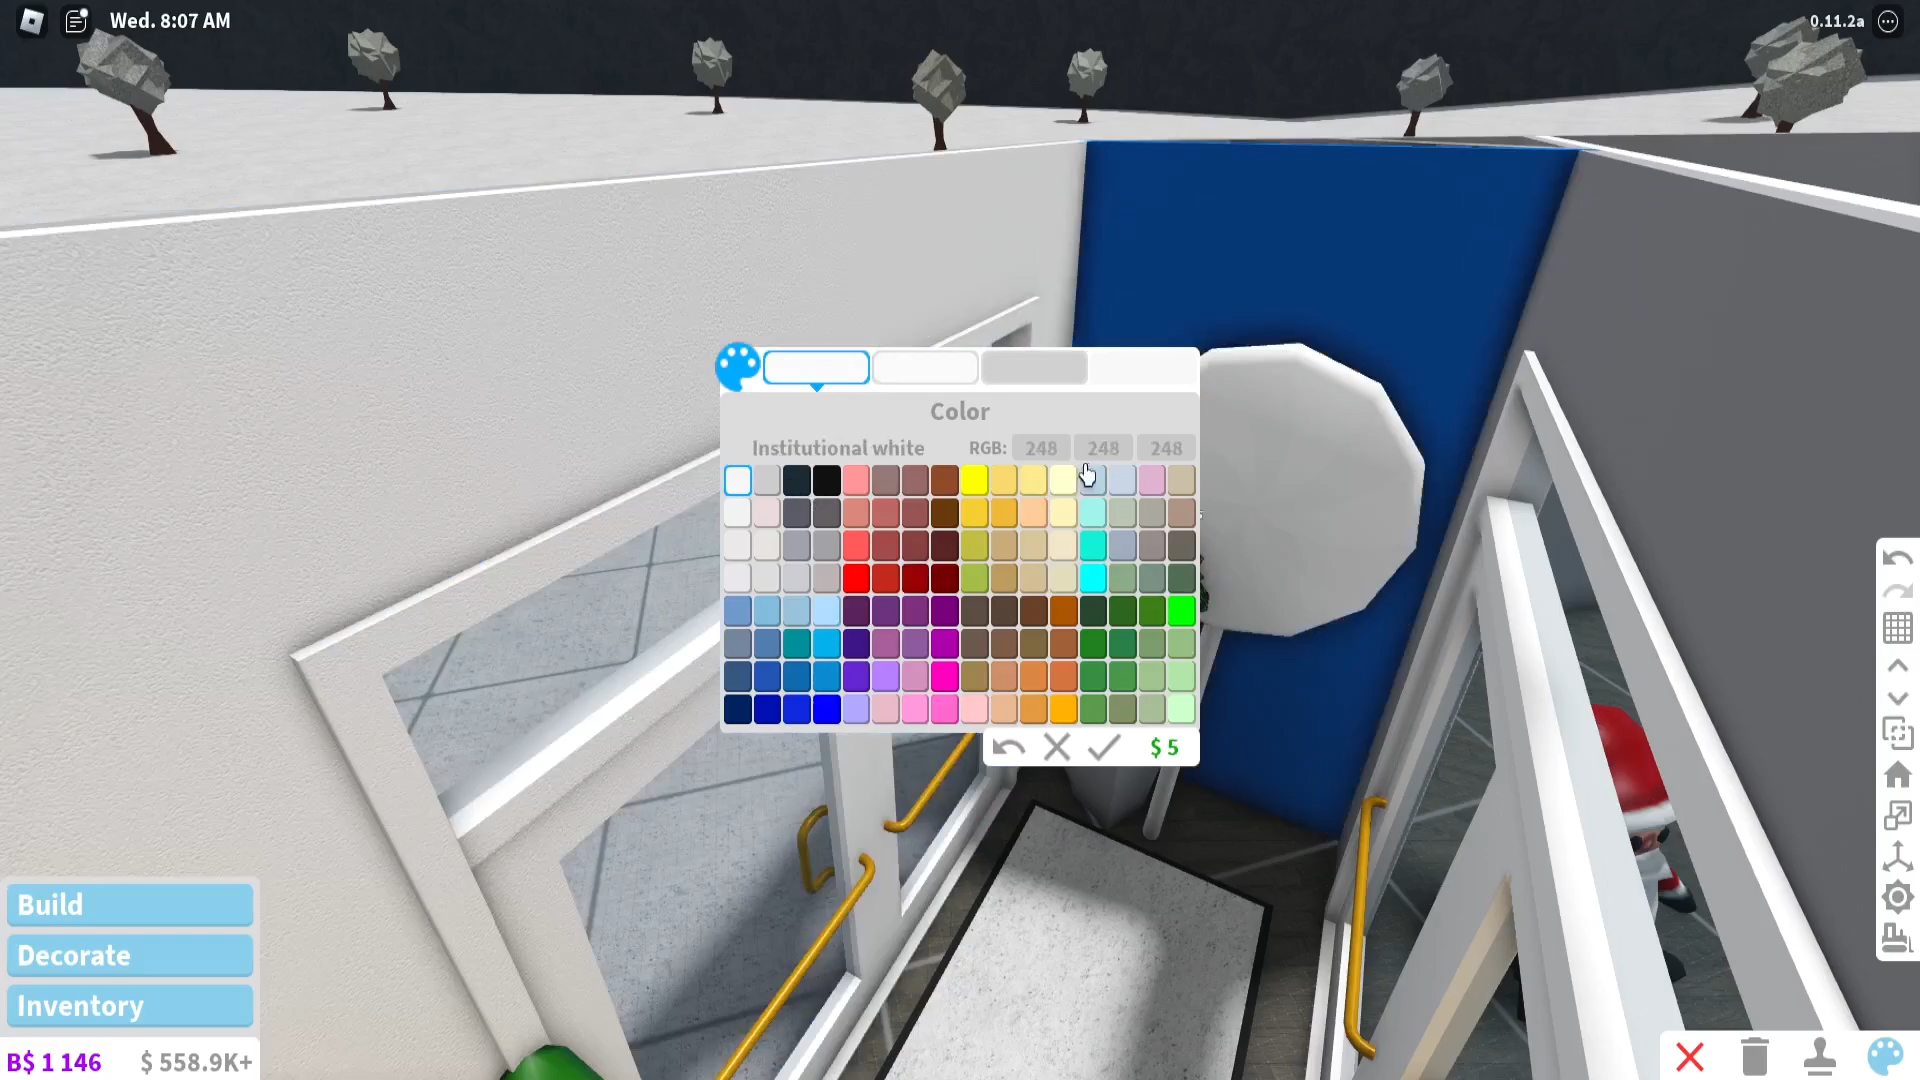 Wed. 8:07 AM
0.11.2a
Color
Institutional white RGB: 248 248 248
$ 5
Build
Decorate
Inventory
B$ 1 146 $ 558.9K+